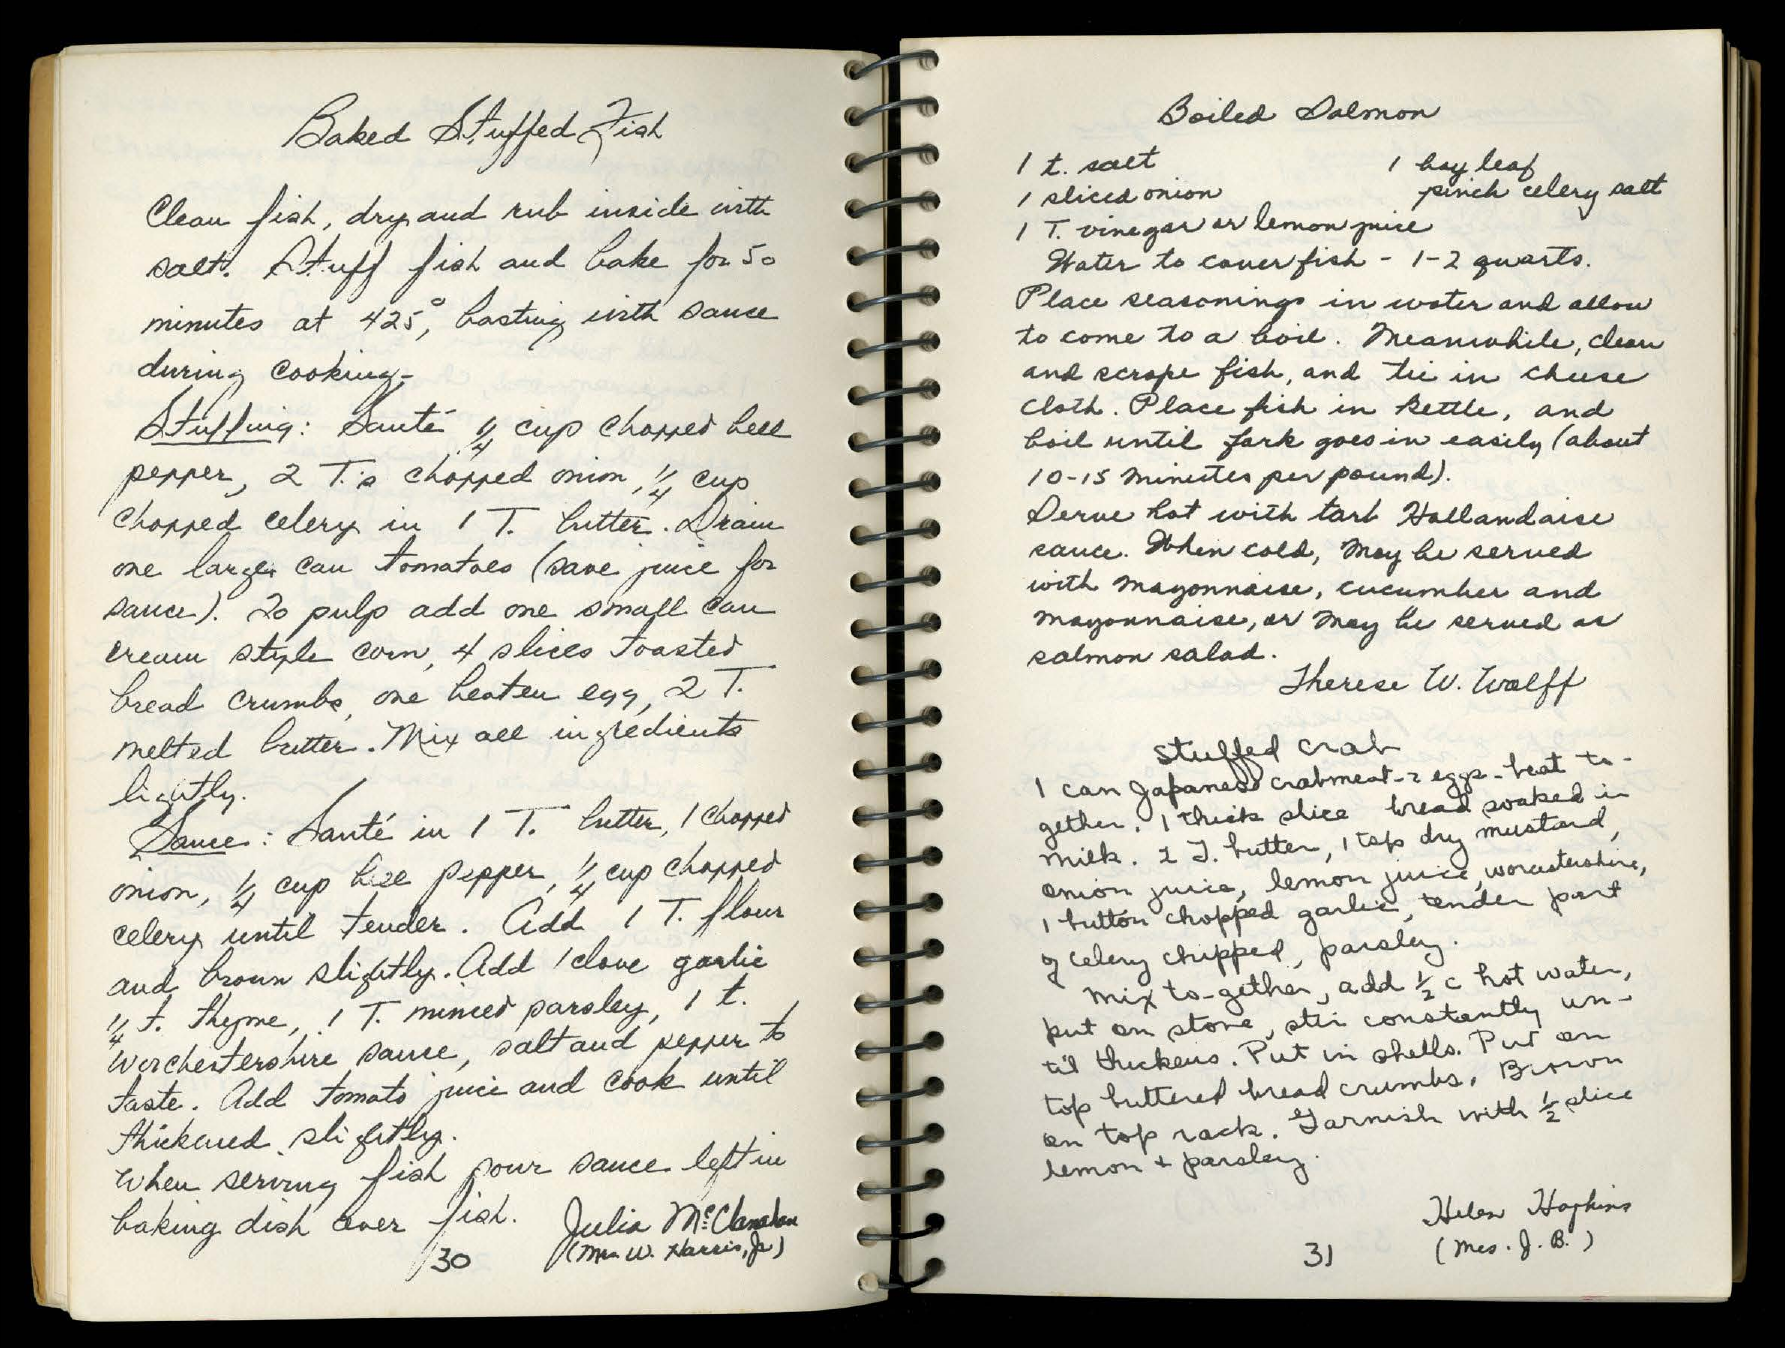 Baked Stuffed Fish
Clean fish, dry and rub inside with
salt. Stuff fish and bake for 50
minutes at 425°, basting with sauce
during cooking.
Stuffing: Sauté 1/4 cup chopped bell
pepper, 2 T.s chopped onion, 1/4 cup
chopped celery in 1 T. butter. Drain
one large can tomatoes (save juice for
sauce). To pulp add one small can
cream style corn, 4 slices toasted
bread crumbs, one beaten egg, 2 T.
melted butter. Mix all ingredients
lightly.
Sauce: Sauté in 1 T. butter, 1 chopped
onion, 1/4 cup bell pepper, 1/4 cup chopped
celery until tender. Add 1 T. flour
and brown slightly. Add 1 clove garlic
1/4 t. thyme, 1 T. minced parsley, 1 t.
Worchestershire sauce, salt and pepper to
taste. Add tomato juice and cook until
thickened slightly.
When serving fish pour sauce left in
baking dish over fish.
Julia McClanahan
(Mrs W. Harris, Jr)
30
Boiled Salmon
1 t. salt 1 bay leaf
1 sliced onion pinch celery salt
1 T. vinegar or lemon juice
Water to cover fish - 1-2 quarts.
Place seasonings in water and allow
to come to a boil. Meanwhile, clean
and scrape fish, and tie in cheese
cloth. Place fish in kettle, and
boil until fork goes in easily (about
10-15 minutes per pound).
Serve hot with tart Hollandaise
sauce. When cold, may be served
with mayonnaise, cucumber and
mayonnaise, or may be served as
salmon salad.
Therese W. Wolff
Stuffed Crab
1 can Japanese crabmeat - 2 eggs - beat to-
gether. 1 thick slice bread soaked in
milk. 2 T. butter, 1 tsp dry mustard,
onion juice, lemon juice, worcestershire,
1 button chopped garlic, tender part
of celery chipped, parsley.
Mix to-gether, add 1/2 c hot water,
put on stove, stir constantly un-
til thickens. Put in shells. Put on
top buttered bread crumbs. Brown
on top rack. Garnish with 1/2 slice
lemon + parsley.
Helen Hopkins
(Mrs. J. B.)
31